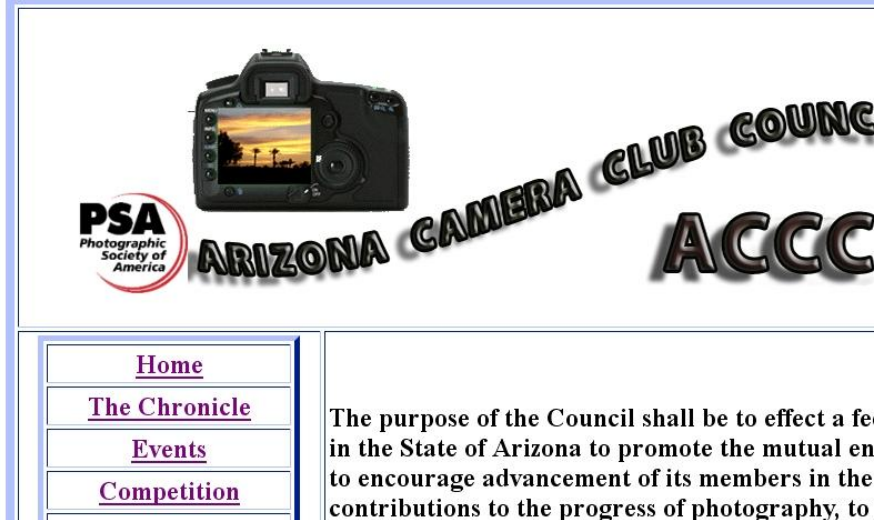 PSA
Photographic
Society of
America
ARIZONA CAMERA CLUB COUNC
ACCC
Home
The Chronicle
Events
Competition
The purpose of the Council shall be to effect a
in the State of Arizona to promote the mutual
to encourage advancement of its members in the
contributions to the progress of photography, to